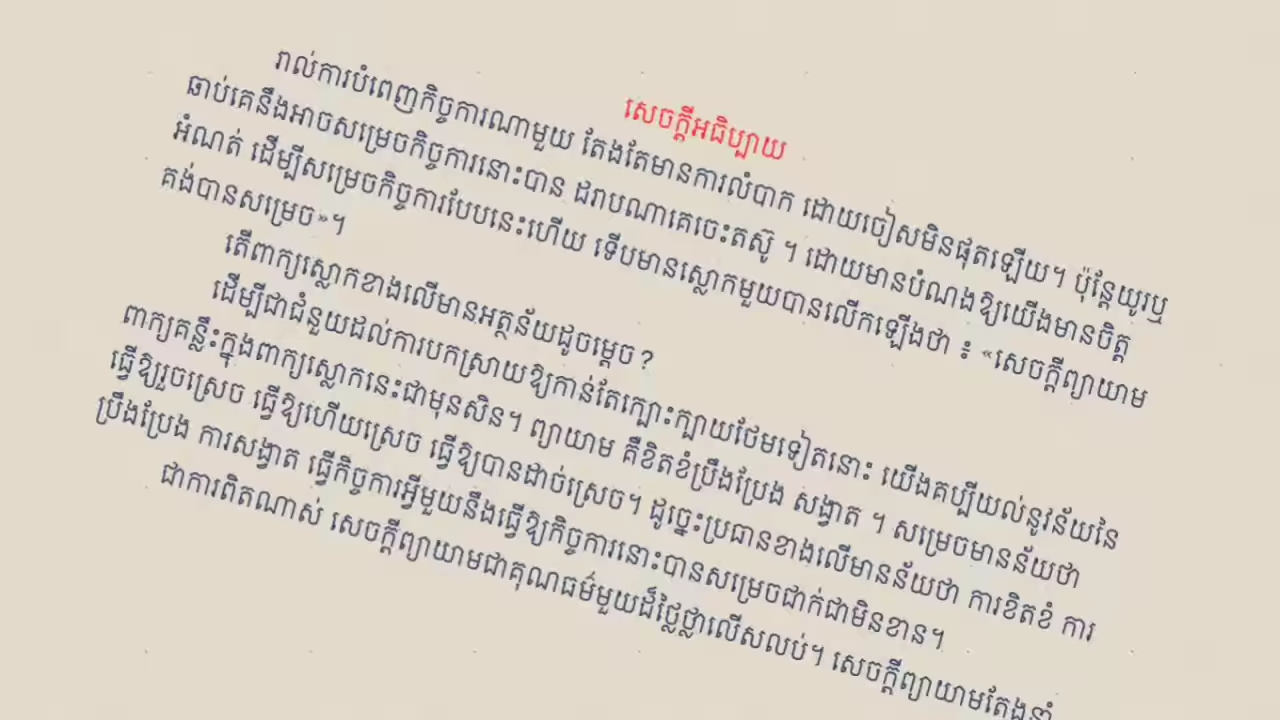 សេចក្ដីអធិប្បាយ
រាល់ការបំពេញកិច្ចការណាមួយ តែងតែមានការលំបាក ដោយចៀសមិនផុតឡើយ។ ប៉ុន្តែយូរឬ
ឆាប់គេនឹងអាចសម្រេចកិច្ចការនោះបាន ដរាបណាគេចេះតស៊ូ ។ ដោយមានបំណងឱ្យយើងមានចិត្ត
អំណត់ ដើម្បីសម្រេចកិច្ចការបែបនេះហើយ ទើបមានស្លោកមួយបានលើកឡើងថា ៖ «សេចក្ដីព្យាយាម
គង់បានសម្រេច»។
តើពាក្យស្លោកខាងលើមានអត្ថន័យដូចម្ដេច ?
ដើម្បីជាជំនួយដល់ការបកស្រាយឱ្យកាន់តែក្បោះក្បាយថែមទៀតនោះ យើងគប្បីយល់នូវន័យនៃ
ពាក្យគន្លឹះក្នុងពាក្យស្លោកនេះជាមុនសិន។ ព្យាយាម គឺខិតខំប្រឹងប្រែង សង្វាត ។ សម្រេចមានន័យថា
ធ្វើឱ្យរួចស្រេច ធ្វើឱ្យហើយស្រេច ធ្វើឱ្យបានដាច់ស្រេច។ ដូច្នេះប្រធានខាងលើមានន័យថា ការខិតខំ ការ
ប្រឹងប្រែង ការសង្វាត ធ្វើកិច្ចការអ្វីមួយនឹងធ្វើឱ្យកិច្ចការនោះបានសម្រេចជាក់ជាមិនខាន។
ជាការពិតណាស់ សេចក្ដីព្យាយាមជាគុណធម៌មួយដ៏ថ្លៃថ្លាលើសលប់។ សេចក្ដីព្យាយាមតែងនាំ